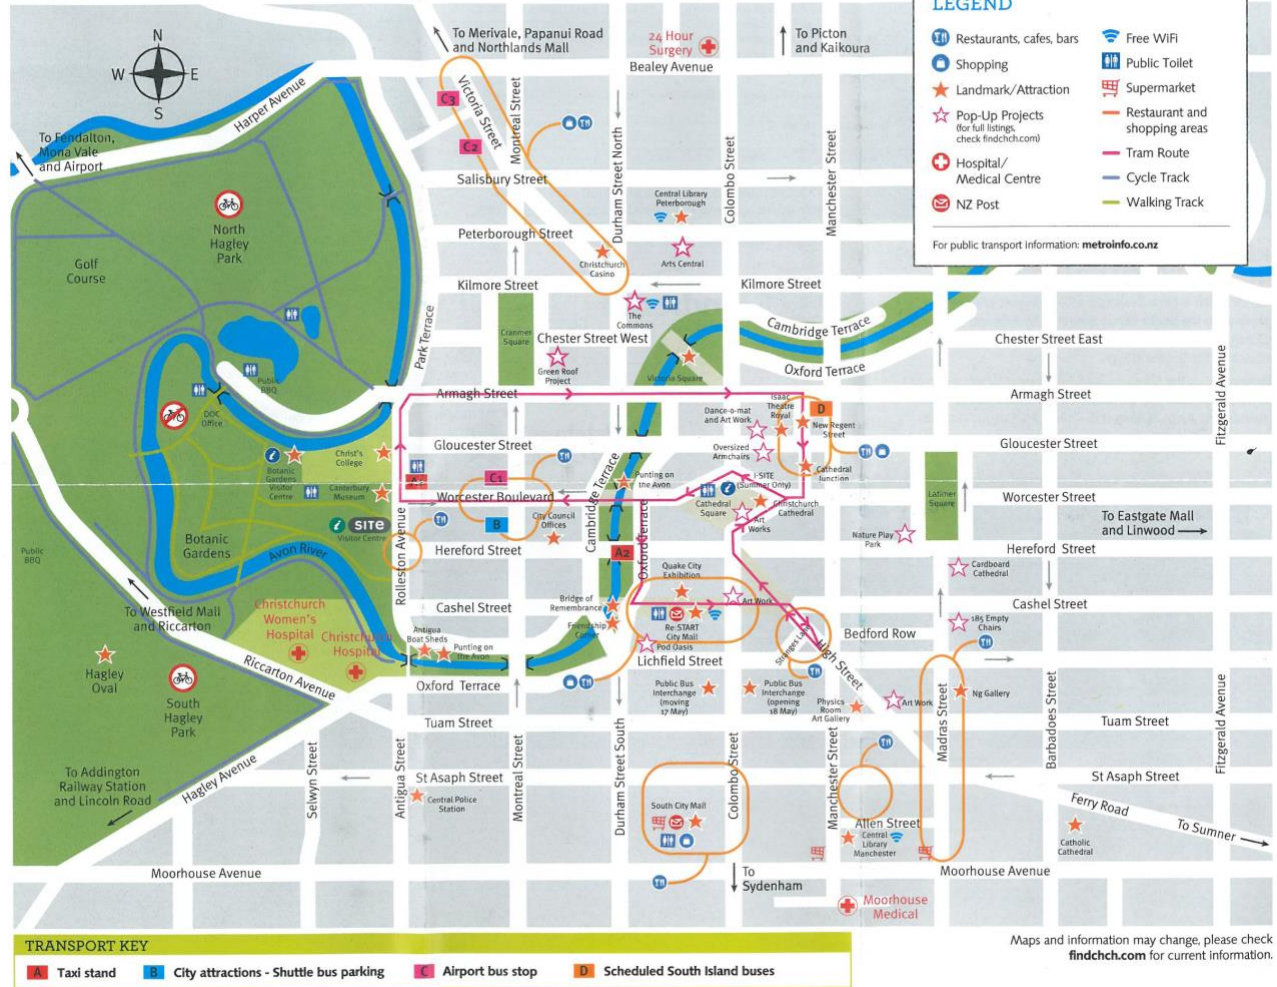 LEGEND
Restaurants, cafes, bars
Shopping
Landmark/Attraction
Pop-Up Projects
(for full listings,
check findchch.com)
Hospital/
Medical Centre
NZ Post
Free WiFi
Public Toilet
Supermarket
Restaurant and
shopping areas
Tram Route
Cycle Track
Walking Track
For public transport information: metroinfo.co.nz
N
W
E
S
To Merivale, Papanui Road
and Northlands Mall
24 Hour
Surgery
To Picton
and Kaikoura
Bealey Avenue
Harper Avenue
To Fendalton,
Mona Vale
and Airport
C3
C2
Victoria Street
Montreal Street
Durham Street North
Colombo Street
Manchester Street
Salisbury Street
Central Library
Peterborough
North
Hagley
Park
Golf
Course
Peterborough Street
Christchurch
Casino
Arts Central
Kilmore Street
Kilmore Street
Park Terrace
Cranmer
Square
The
Commons
Chester Street West
Green Roof
Project
Victoria Square
Cambridge Terrace
Oxford Terrace
Chester Street East
Fitzgerald Avenue
Public
BBQ
DOC
Office
Armagh Street
Armagh Street
Dance-o-mat
and Art Work
Isaac
Theatre
Royal
D
New Regent
Street
Gloucester Street
Gloucester Street
Oversized
Armchairs
Cathedral
Junction
Christ's
College
Botanic
Gardens
Visitor
Centre
Canterbury
Museum
C1
Punting on
the Avon
i-SITE
(Summer Only)
Latimer
Square
Worcester Boulevard
Worcester Street
Cathedral
Square
Christchurch
Cathedral
Art
Works
i SITE
Visitor Centre
B
City Council
Offices
Cambridge Terrace
Oxford Terrace
To Eastgate Mall
and Linwood
Nature Play
Park
Botanic
Gardens
Avon River
Public
BBQ
Rolleston Avenue
Hereford Street
Hereford Street
A2
Quake City
Exhibition
Cardboard
Cathedral
To Westfield Mall
and Riccarton
Christchurch
Women's
Hospital
Christchurch
Hospital
Cashel Street
Cashel Street
Bridge of
Remembrance
Friendship
Corner
Art Work
Re:START
City Mall
Pod Oasis
185 Empty
Chairs
Bedford Row
Antigua
Boat Sheds
Punting on
the Avon
Lichfield Street
High Street
Hagley
Oval
Riccarton Avenue
South
Hagley
Park
Oxford Terrace
Public Bus
Interchange
(moving
17 May)
Public Bus
Interchange
(opening
18 May)
Physics
Room
Art Gallery
Art Work
Ng Gallery
Tuam Street
Tuam Street
Madras Street
Barbadoes Street
Fitzgerald Avenue
To Addington
Railway Station
and Lincoln Road
Hagley Avenue
Selwyn Street
Antigua Street
Montreal Street
Durham Street South
Colombo Street
Manchester Street
St Asaph Street
St Asaph Street
Central Police
Station
South City Mall
Allen Street
Central
Library
Manchester
Ferry Road
To Sumner
Catholic
Cathedral
Moorhouse Avenue
Moorhouse Avenue
To
Sydenham
Moorhouse
Medical
TRANSPORT KEY
A Taxi stand
B City attractions - Shuttle bus parking
C Airport bus stop
D Scheduled South Island buses
Maps and information may change, please check
findchch.com for current information.